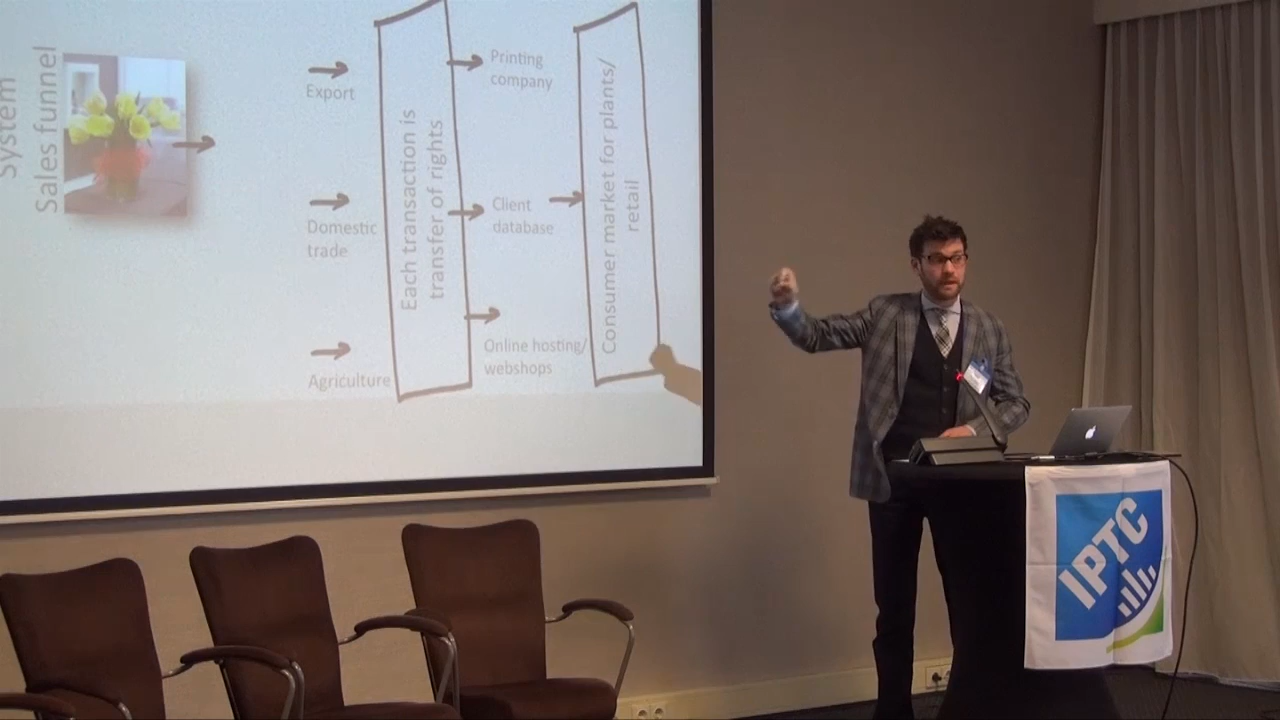 System
Sales funnel
Export
Domestic
trade
Agriculture
Each transaction is
transfer of rights
Printing
company
Client
database
Online hosting/
webshops
Consumer market for plants/
retail
IPTC